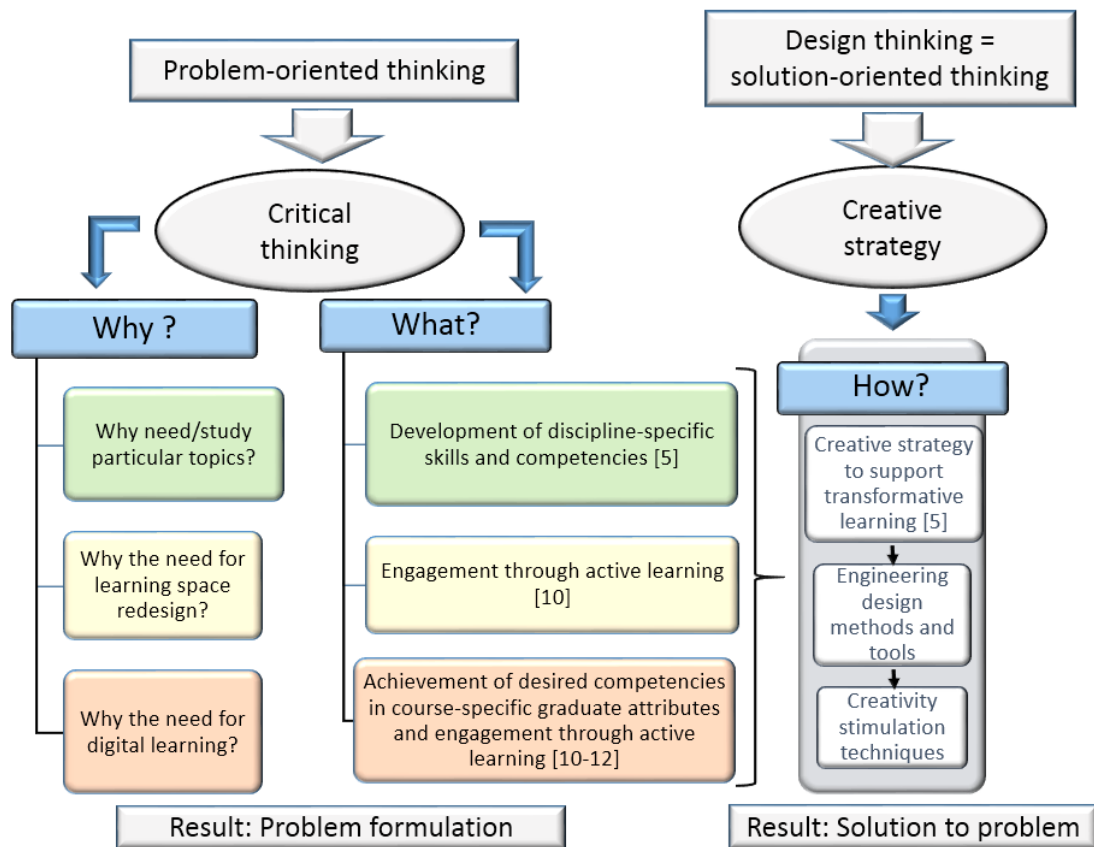 Problem-oriented thinking
Design thinking =
solution-oriented thinking
Critical
thinking
Creative
strategy
Why ?
What?
How?
Why need/study
particular topics?
Development of discipline-specific
skills and competencies [5]
Creative strategy
to support
transformative
learning [5]
Why the need for
learning space
redesign?
Engagement through active learning
[10]
Engineering
design
methods and
tools
Why the need for
digital learning?
Achievement of desired competencies
in course-specific graduate attributes
and engagement through active
learning [10-12]
Creativity
stimulation
techniques
Result: Problem formulation
Result: Solution to problem